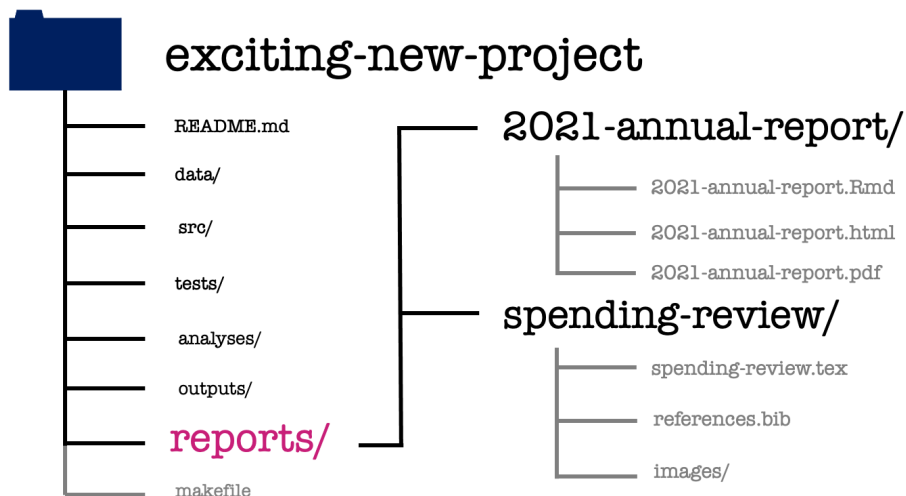 exciting-new-project
README.md
data/
src/
tests/
analyses/
outputs/
reports/
makefile
2021-annual-report/
2021-annual-report.Rmd
2021-annual-report.html
2021-annual-report.pdf
spending-review/
spending-review.tex
references.bib
images/